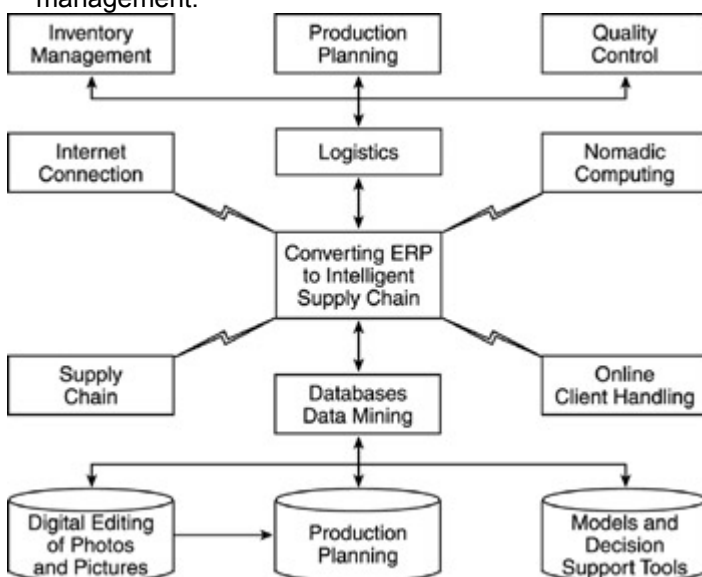 management.
Inventory
Management
Production
Planning
Quality
Control
Internet
Connection
Logistics
Nomadic
Computing
Converting ERP
to Intelligent
Supply Chain
Supply
Chain
Databases
Data Mining
Online
Client Handling
Digital Editing
of Photos
and Pictures
Production
Planning
Models and
Decision
Support Tools